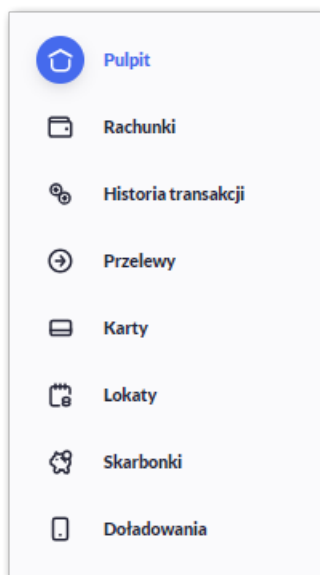 Pulpit
Rachunki
Historia transakcji
Przelewy
Karty
Lokaty
Skarbonki
Doładowania